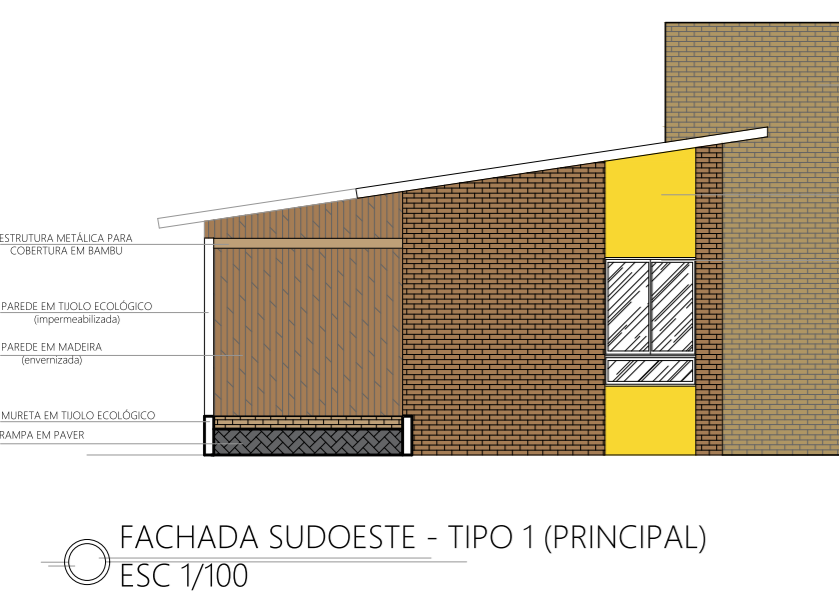 ESTRUTURA METÁLICA PARA
COBERTURA EM BAMBU
PAREDE EM TIJOLO ECOLÓGICO
(impermeabilizada)
PAREDE EM MADEIRA
(envernizada)
MURETA EM TIJOLO ECOLÓGICO
RAMPA EM PAVER
FACHADA SUDOESTE - TIPO 1 (PRINCIPAL)
ESC 1/100